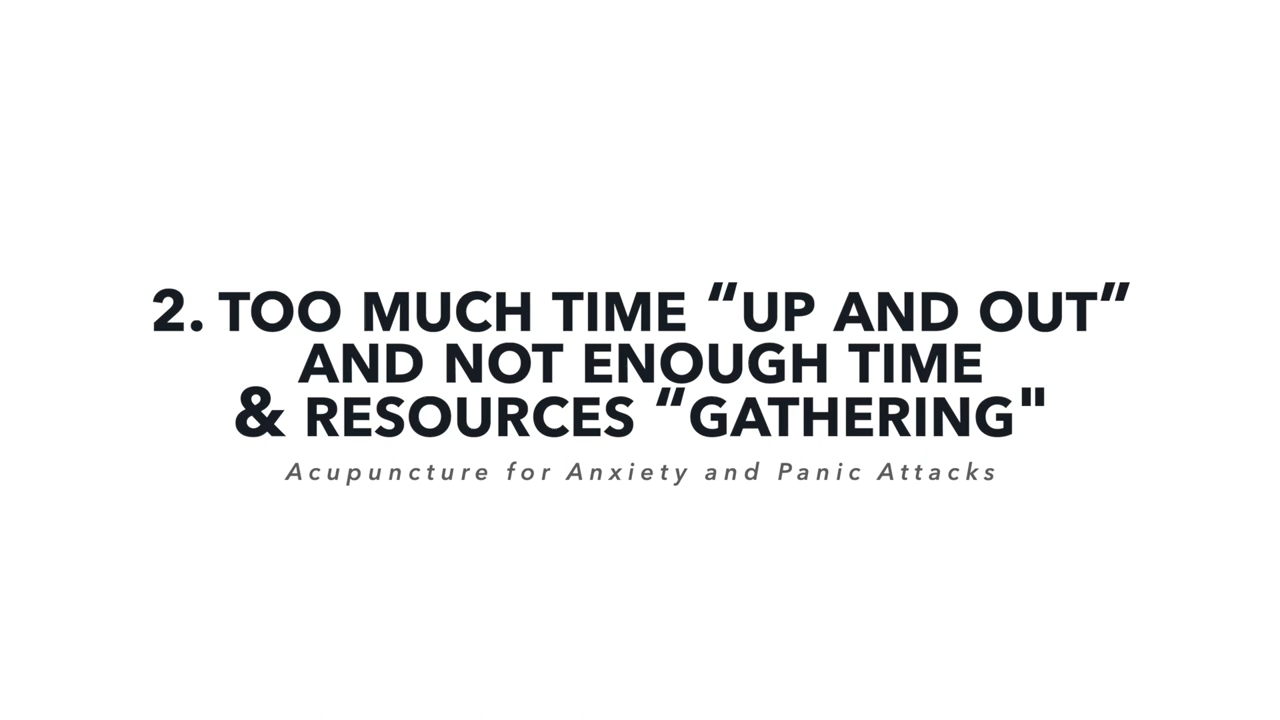 2. TOO MUCH TIME “UP AND OUT”
AND NOT ENOUGH TIME
& RESOURCES “GATHERING"
Acupuncture for Anxiety and Panic Attacks